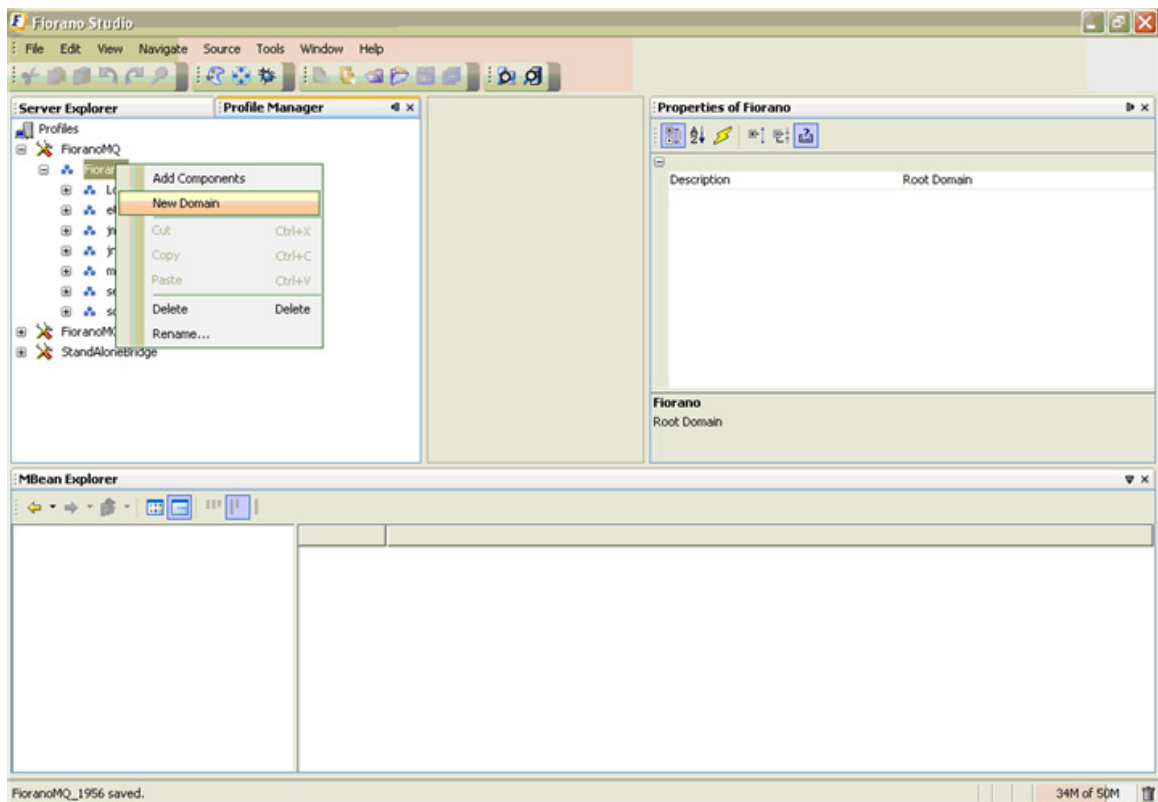 Fiorano Studio
File Edit View Navigate Source Tools Window Help
Server Explorer Profile Manager Properties of Fiorano
Profiles
FioranoMQ
Add Components
New Domain
Cut Ctrl+X
Copy Ctrl+C
Paste Ctrl+V
Delete Delete
Rename...
StandAloneBridge
Description Root Domain
Fiorano
Root Domain
MBean Explorer
FioranoMQ_1956 saved. 34M of 50M